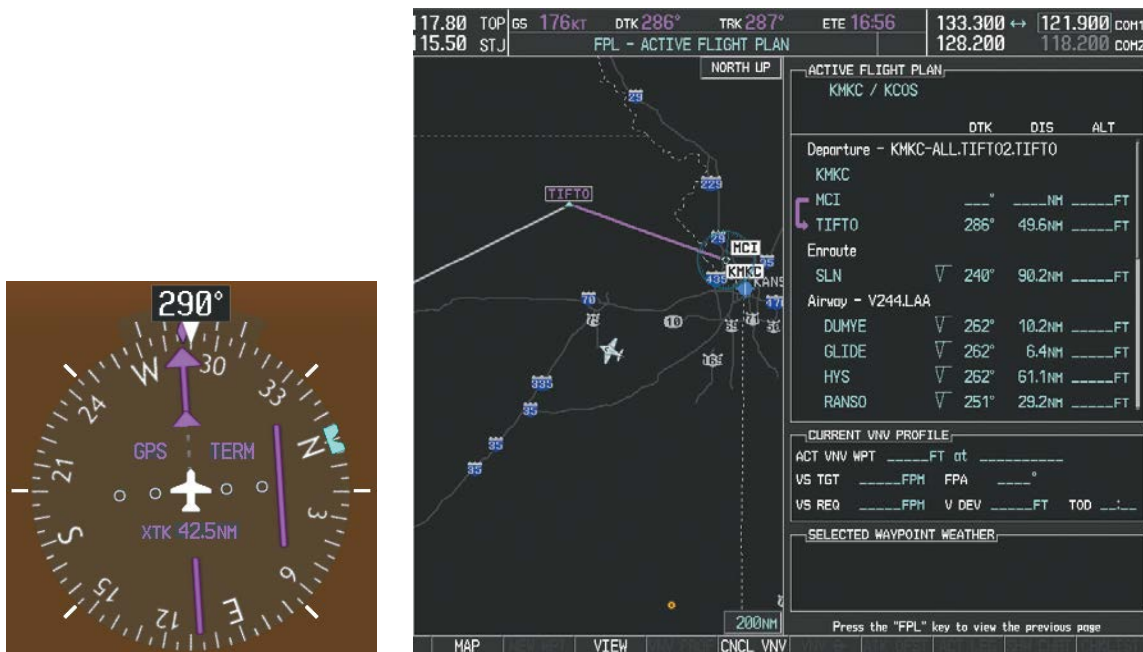 117.80 TOP GS 176KT DTK 286° TRK 287° ETE 16:56 133.300 ↔ 121.900 COM1
115.50 STJ FPL – ACTIVE FLIGHT PLAN 128.200 118.200 COM2
NORTH UP
29
229
TIFTO
29
MCI
35
KMKC
435
KANS
70
470
10
169
335
35
35
35
200NM
ACTIVE FLIGHT PLAN
KMKC / KCOS
DTK DIS ALT
Departure – KMKC-ALL.TIFTO2.TIFTO
KMKC
MCI ___° ____NM _____FT
TIFTO 286° 49.6NM _____FT
Enroute
SLN 240° 90.2NM _____FT
Airway – V244.LAA
DUMYE 262° 10.2NM _____FT
GLIDE 262° 6.4NM _____FT
HYS 262° 61.1NM _____FT
RANSO 251° 29.2NM _____FT
CURRENT VNV PROFILE
ACT VNV WPT _____FT at __________
VS TGT _____FPM FPA ____°
VS REQ _____FPM V DEV _____FT TOD __:__
SELECTED WAYPOINT WEATHER
Press the "FPL" key to view the previous page
MAP VIEW CNCL VNV
290°
W 30 33 N 3 6 E 12 15 S 21 24
GPS TERM
XTK 42.5NM